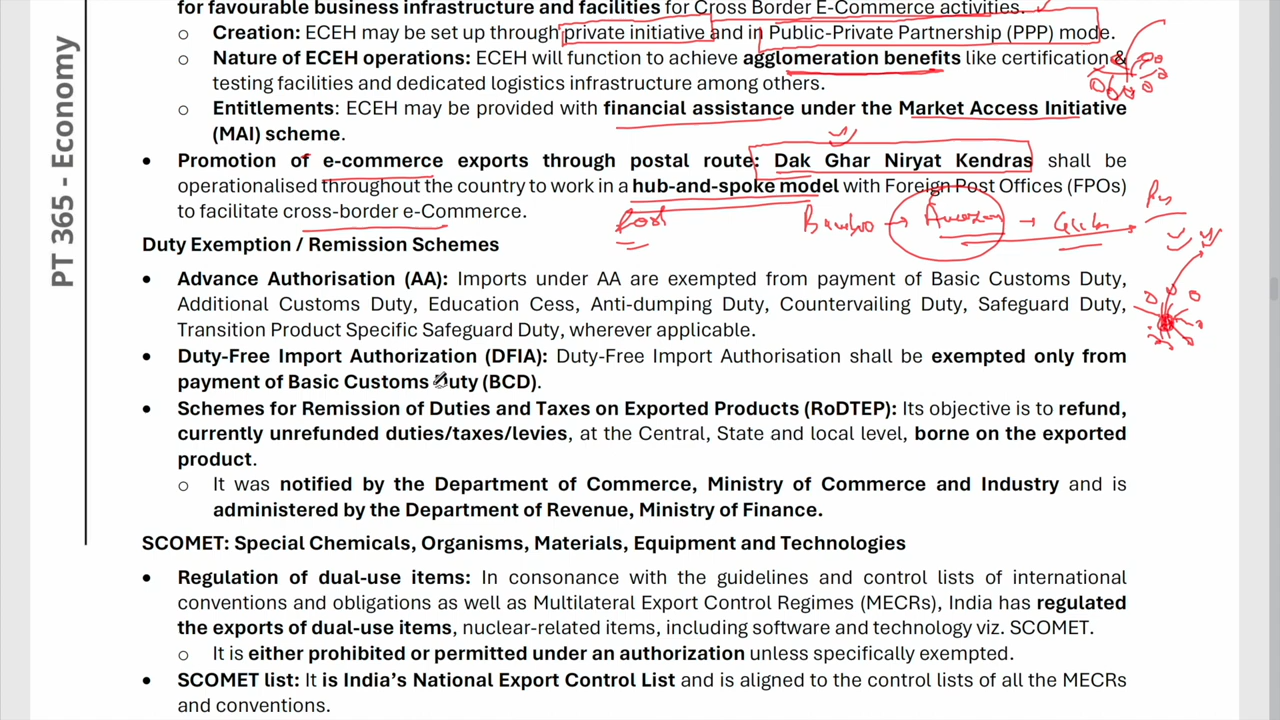 for favourable business infrastructure and facilities for Cross Border E-Commerce activities.
○ Creation: ECEH may be set up through private initiative and in Public-Private Partnership (PPP) mode.
○ Nature of ECEH operations: ECEH will function to achieve agglomeration benefits like certification &
testing facilities and dedicated logistics infrastructure among others.
○ Entitlements: ECEH may be provided with financial assistance under the Market Access Initiative
(MAI) scheme.
• Promotion of e-commerce exports through postal route: Dak Ghar Niryat Kendras shall be
operationalised throughout the country to work in a hub-and-spoke model with Foreign Post Offices (FPOs)
to facilitate cross-border e-Commerce.
Post
Bamboo → Amazon →
Duty Exemption / Remission Schemes
• Advance Authorisation (AA): Imports under AA are exempted from payment of Basic Customs Duty,
Additional Customs Duty, Education Cess, Anti-dumping Duty, Countervailing Duty, Safeguard Duty,
Transition Product Specific Safeguard Duty, wherever applicable.
• Duty-Free Import Authorization (DFIA): Duty-Free Import Authorisation shall be exempted only from
payment of Basic Customs Duty (BCD).
• Schemes for Remission of Duties and Taxes on Exported Products (RoDTEP): Its objective is to refund,
currently unrefunded duties/taxes/levies, at the Central, State and local level, borne on the exported
product.
○ It was notified by the Department of Commerce, Ministry of Commerce and Industry and is
administered by the Department of Revenue, Ministry of Finance.
SCOMET: Special Chemicals, Organisms, Materials, Equipment and Technologies
• Regulation of dual-use items: In consonance with the guidelines and control lists of international
conventions and obligations as well as Multilateral Export Control Regimes (MECRs), India has regulated
the exports of dual-use items, nuclear-related items, including software and technology viz. SCOMET.
○ It is either prohibited or permitted under an authorization unless specifically exempted.
• SCOMET list: It is India's National Export Control List and is aligned to the control lists of all the MECRs
and conventions.
PT 365 - Economy